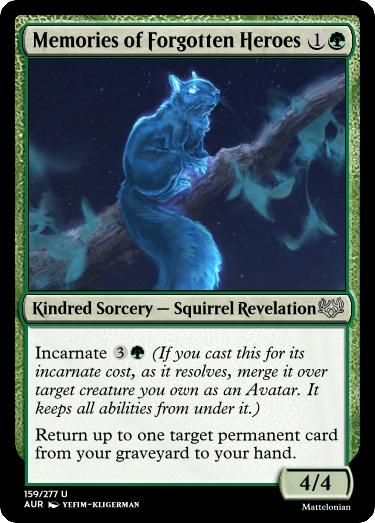 Memories of Forgotten Heroes 1
Kindred Sorcery — Squirrel Revelation
Incarnate 3 (If you cast this for its
incarnate cost, as it resolves, merge it over
target creature you own as an Avatar. It
keeps all abilities from under it.)
Return up to one target permanent card
from your graveyard to your hand.
4/4
159/277 U
AUR YEFIM-KLIGERMAN
Mattelonian